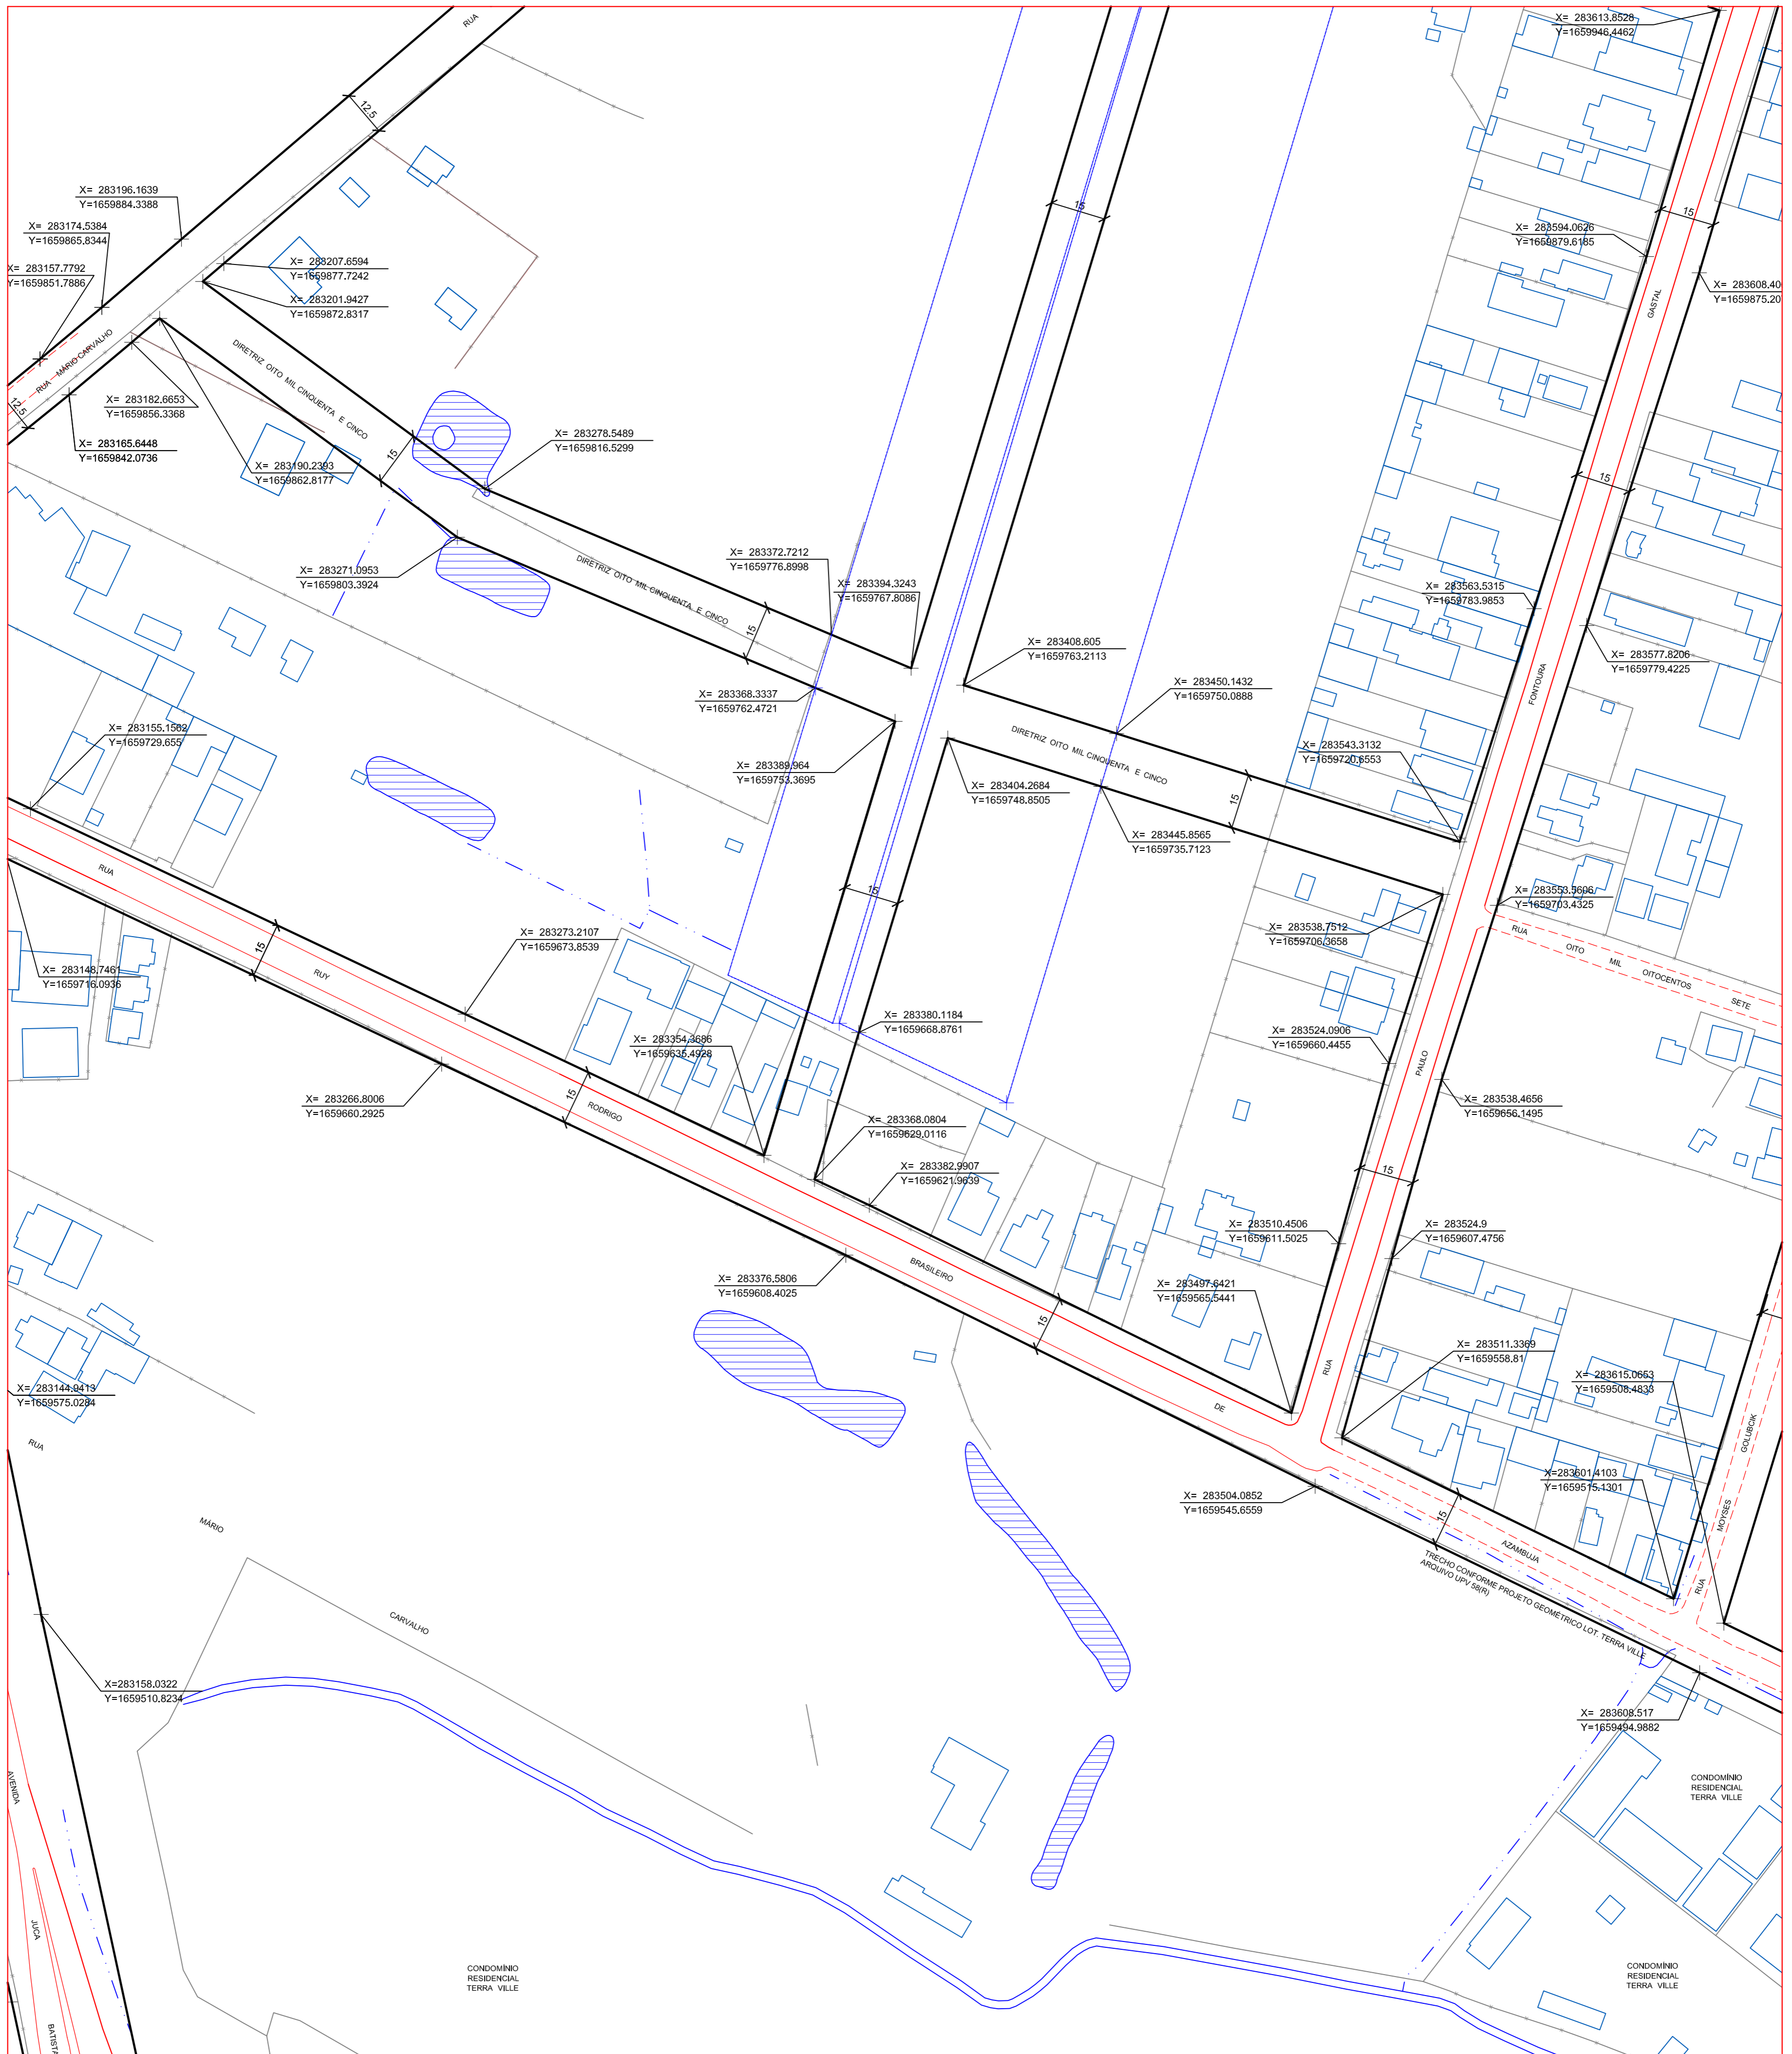 RUA
X= 283613.8528
Y=1659946.4462
12.5
X= 283196.1639
Y=1659884.3388
15
15
X= 283174.5384
Y=1659865.8344
X= 283594.0626
Y=1659879.6185
X= 283157.7792
Y=1659851.7886
X= 283207.6594
Y=1659877.7242
X= 283608.40
Y=1659875.20
X= 283201.9427
Y=1659872.8317
GASTAL
RUA MÁRIO CARVALHO
DIRETRIZ OITO MIL CINQUENTA E CINCO
12.5
X= 283182.6653
Y=1659856.3368
X= 283165.6448
Y=1659842.0736
X= 283278.5489
Y=1659816.5299
15
X= 283190.2393
Y=1659862.8177
15
X= 283271.0953
Y=1659803.3924
DIRETRIZ OITO MIL CINQUENTA E CINCO
X= 283372.7212
Y=1659776.8998
X= 283394.3243
Y=1659767.8086
X= 283563.5315
Y=1659783.9853
15
X= 283408.605
Y=1659763.2113
X= 283577.8206
Y=1659779.4225
FONTOURA
X= 283368.3337
Y=1659762.4721
X= 283450.1432
Y=1659750.0888
X= 283155.1562
Y=1659729.655
DIRETRIZ OITO MIL CINQUENTA E CINCO
X= 283543.3132
Y=1659720.6553
X= 283389.964
Y=1659753.3695
X= 283404.2684
Y=1659748.8505
15
X= 283445.8565
Y=1659735.7123
RUA
15
X= 283553.5606
Y=1659703.4325
X= 283273.2107
Y=1659673.8539
X= 283538.7512
Y=1659706.3658
RUA OITO MIL OITOCENTOS SETE
15
RUY
X= 283148.7461
Y=1659716.0936
X= 283380.1184
Y=1659668.8761
X= 283354.3686
Y=1659635.4928
X= 283524.0906
Y=1659660.4455
PAULO
X= 283266.8006
Y=1659660.2925
15
RODRIGO
X= 283538.4656
Y=1659656.1495
X= 283368.0804
Y=1659629.0116
X= 283382.9907
Y=1659621.9639
15
X= 283510.4506
Y=1659611.5025
X= 283524.9
Y=1659607.4756
BRASILEIRO
X= 283376.5806
Y=1659608.4025
X= 283497.6421
Y=1659565.5441
15
X= 283511.3369
Y=1659558.81
X= 283144.9413
Y=1659575.0284
RUA
X= 283615.0653
Y=1659508.4833
DE
RUA
GOLUBCIK
X=283601.4103
Y=1659515.1301
X= 283504.0852
Y=1659545.6559
15
MOYSES
MÁRIO
AZAMBUJA
TRECHO CONFORME PROJETO GEOMÉTRICO LOT. TERRA VILLE
ARQUIVO UPV 58(R)
RUA
CARVALHO
X=283158.0322
Y=1659510.8234
X= 283608.517
Y=1659494.9882
AVENIDA
CONDOMÍNIO
RESIDENCIAL
TERRA VILLE
JUCA
CONDOMÍNIO
RESIDENCIAL
TERRA VILLE
CONDOMÍNIO
RESIDENCIAL
TERRA VILLE
BATISTA